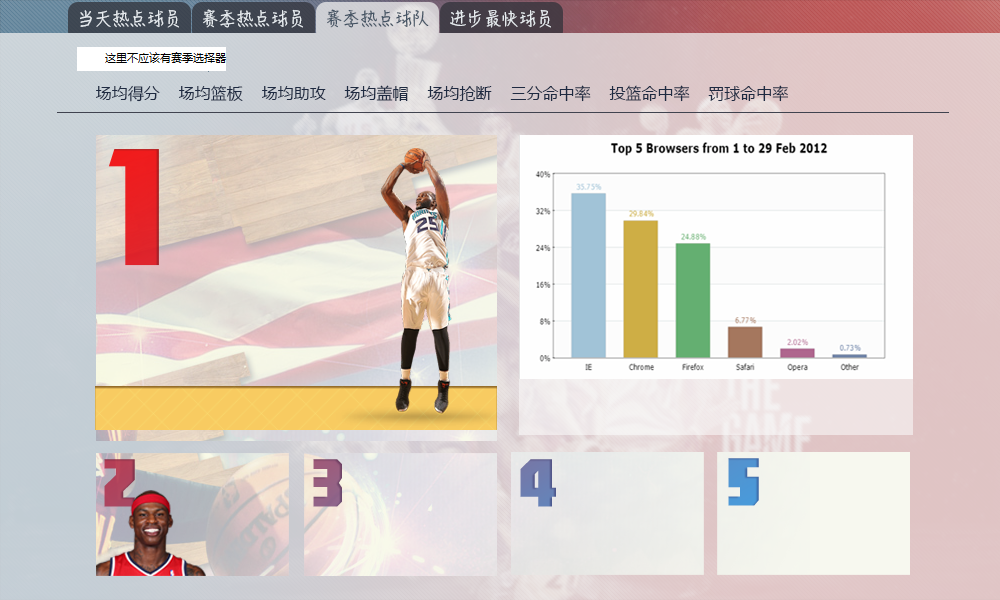 当天热点球员 赛季热点球员 赛季热点球队 进步最快球员
这里不应该有赛季选择器
场均得分 场均篮板 场均助攻 场均盖帽 场均抢断 三分命中率 投篮命中率 罚球命中率
1
25
Top 5 Browsers from 1 to 29 Feb 2012
40%
32%
24%
16%
8%
0%
35.75%
29.84%
24.88%
6.77%
2.02%
0.73%
IE Chrome Firefox Safari Opera Other
THE
GAME
2
3
4
5